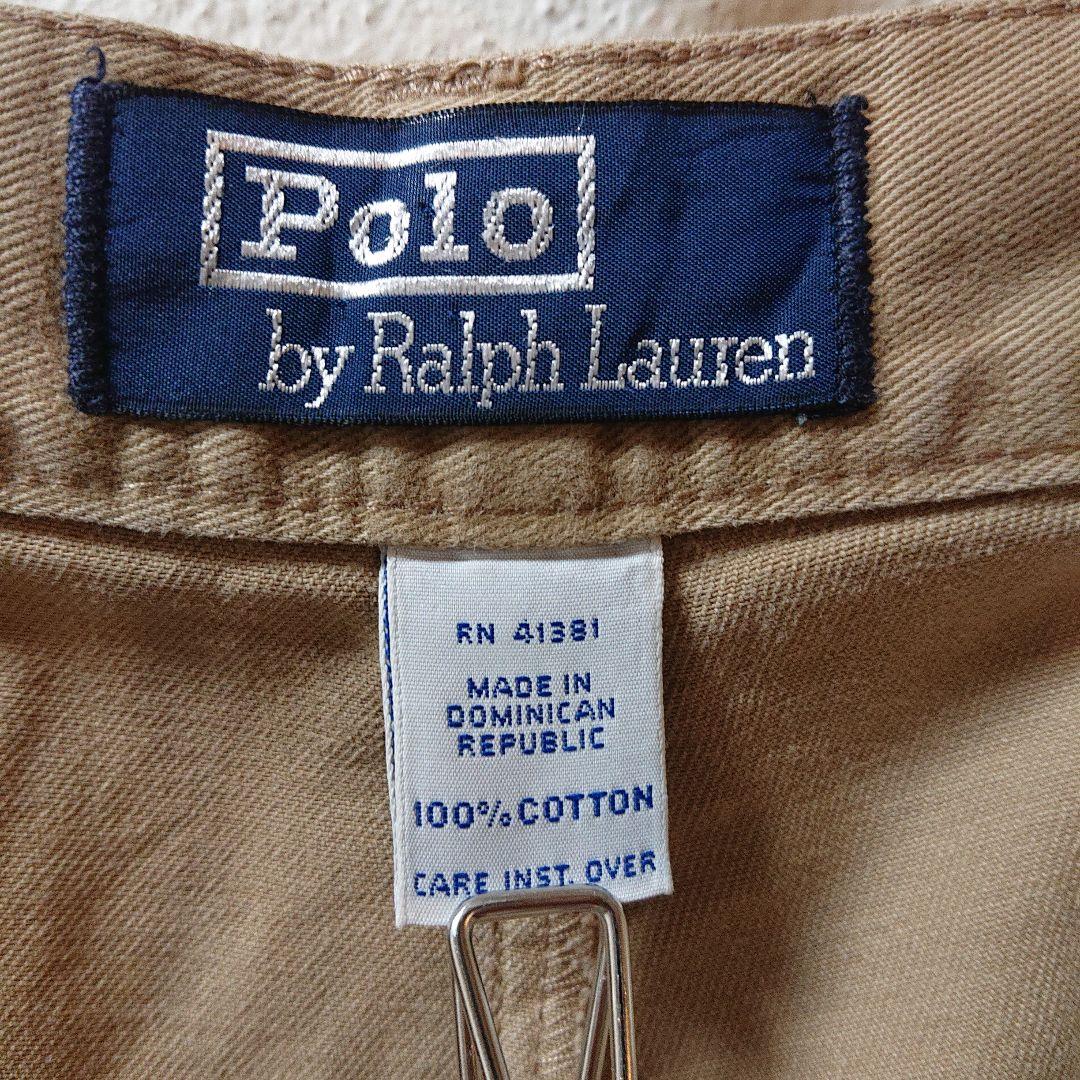 Polo
by Ralph Lauren
RN 41381
MADE IN
DOMINICAN
REPUBLIC
100% COTTON
CARE INST. OVER